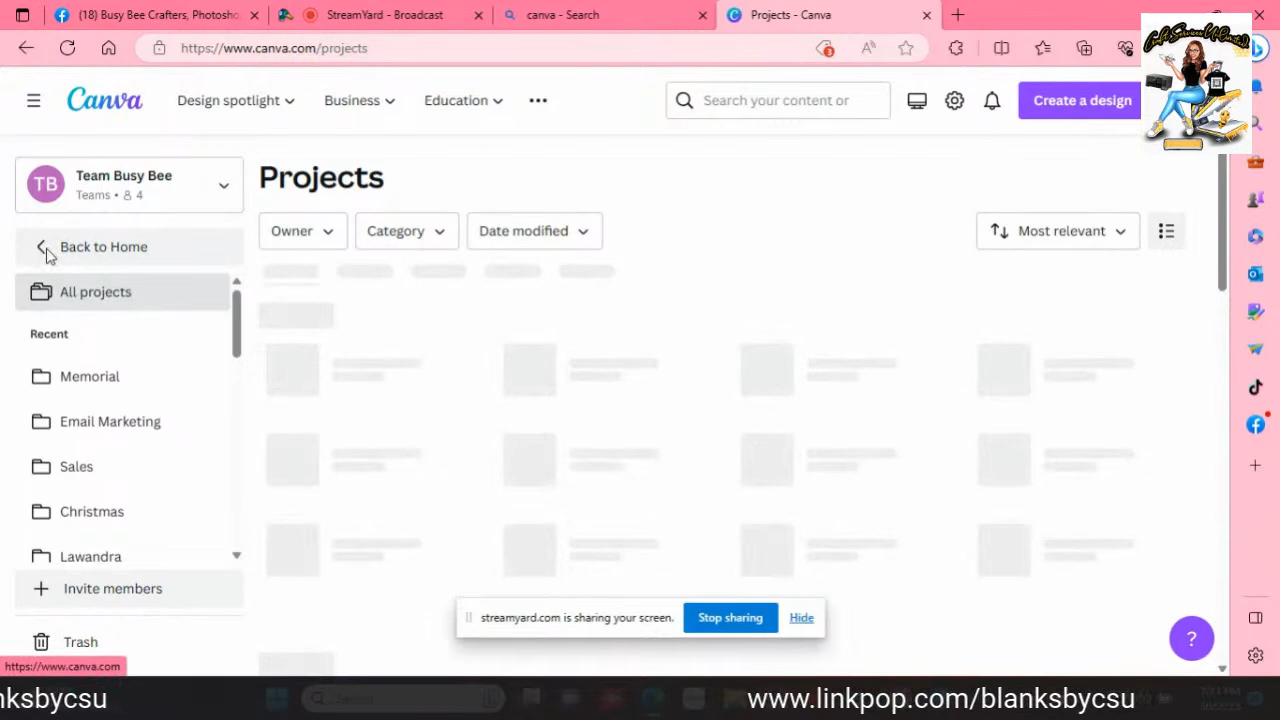 (18) Busy Bee Crafters, Photosho
StreamYard - Broadcast
canva - Search
Projects - Canva
https://www.canva.com/projects
3
Canva
Design spotlight
Business
Education
Search your content or
Create a design
TB
Team Busy Bee
Teams • 4
Back to Home
All projects
Recent
Memorial
Email Marketing
Sales
Christmas
Lawandra
Invite members
Trash
https://www.canva.com
Projects
Owner
Category
Date modified
Most relevant
streamyard.com is sharing your screen.
Stop sharing
Hide
?
nksbycsu
www.linkpop.com/blanksbycsu